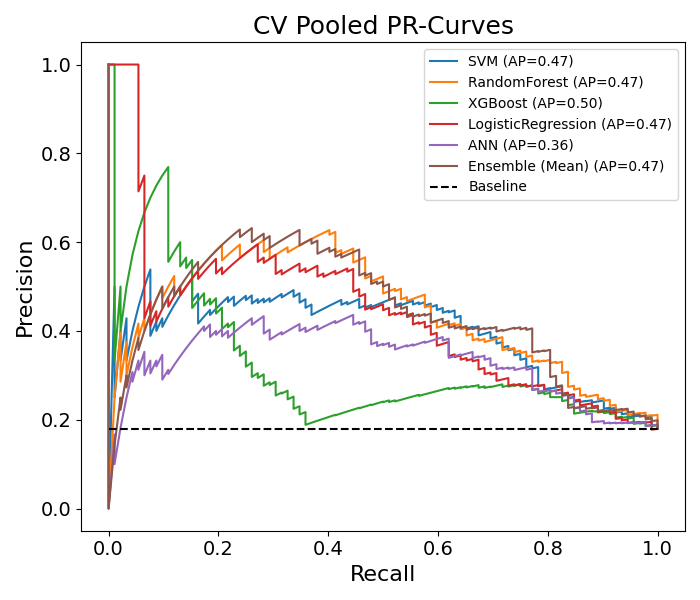 CV Pooled PR-Curves
SVM (AP=0.47)
RandomForest (AP=0.47)
XGBoost (AP=0.50)
LogisticRegression (AP=0.47)
ANN (AP=0.36)
Ensemble (Mean) (AP=0.47)
Baseline
Precision
1.0
0.8
0.6
0.4
0.2
0.0
0.0 0.2 0.4 0.6 0.8 1.0
Recall